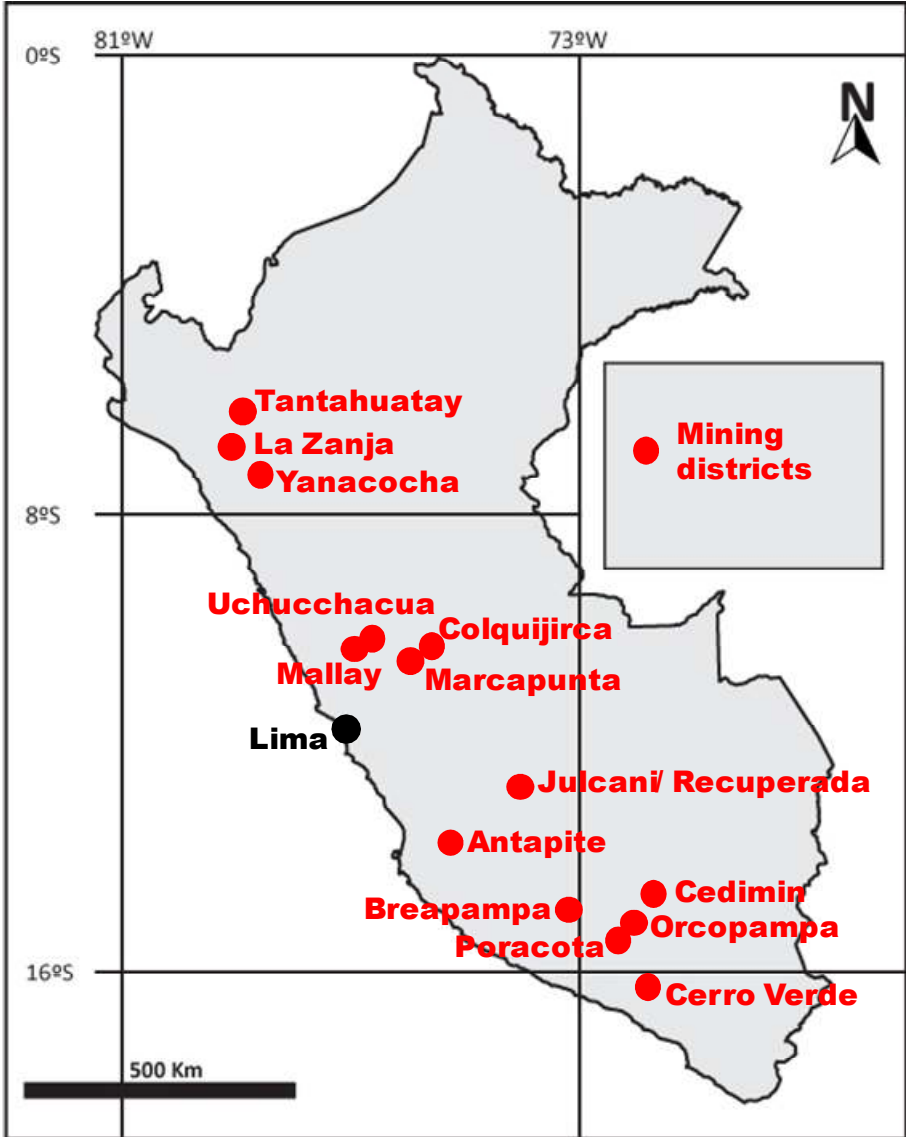 81ºW
73ºW
0ºS
N
Tantahuatay
La Zanja
Yanacocha
Mining
districts
8ºS
Uchucchacua
Colquijirca
Mallay
Marcapunta
Lima
Julcani/ Recuperada
Antapite
Cedimin
Breapampa
Orcopampa
Poracota
16ºS
Cerro Verde
500 Km